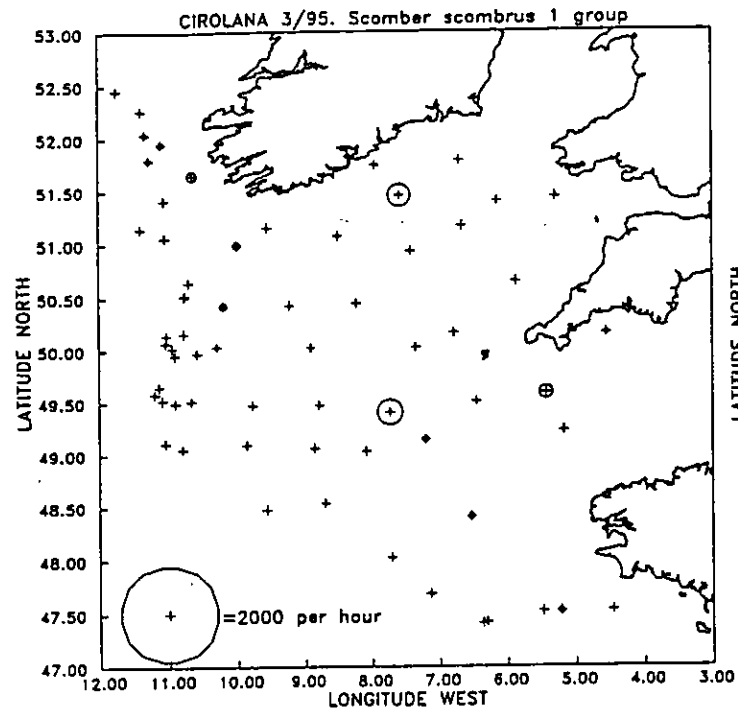 CIROLANA 3/95. Scomber scombrus 1 group
53.00
52.50
52.00
51.50
51.00
50.50
50.00
49.50
49.00
48.50
48.00
47.50
47.00
LATITUDE NORTH
=2000 per hour
12.00 11.00 10.00 9.00 8.00 7.00 6.00 5.00 4.00 3.00
LONGITUDE WEST
LATITUDE NORTH